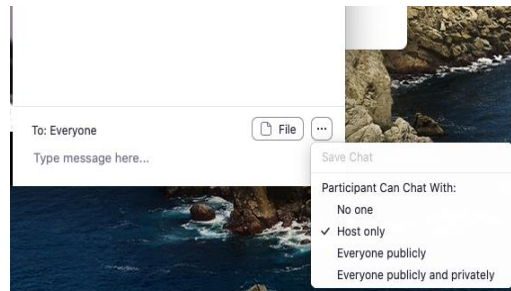 To: Everyone
File
...
Type message here...
Save Chat
Participant Can Chat With:
No one
✓ Host only
Everyone publicly
Everyone publicly and privately